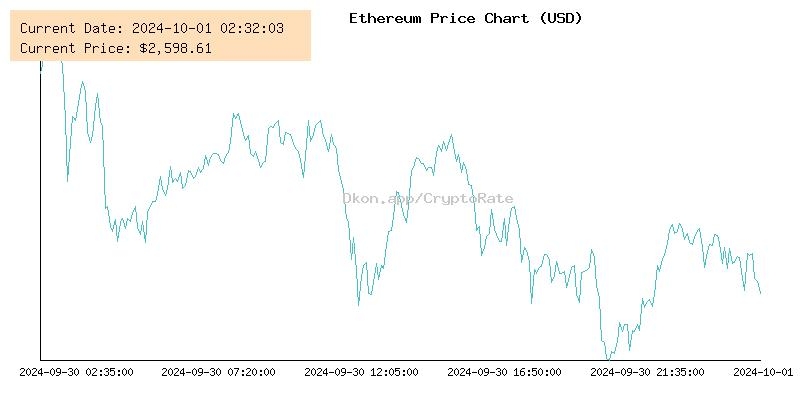 Ethereum Price Chart (USD)
Current Date: 2024-10-01 02:32:03
Current Price: $2,598.61
Okon.app/CryptoRate
2024-09-30 02:35:00 2024-09-30 07:20:00 2024-09-30 12:05:00 2024-09-30 16:50:00 2024-09-30 21:35:00 2024-10-01